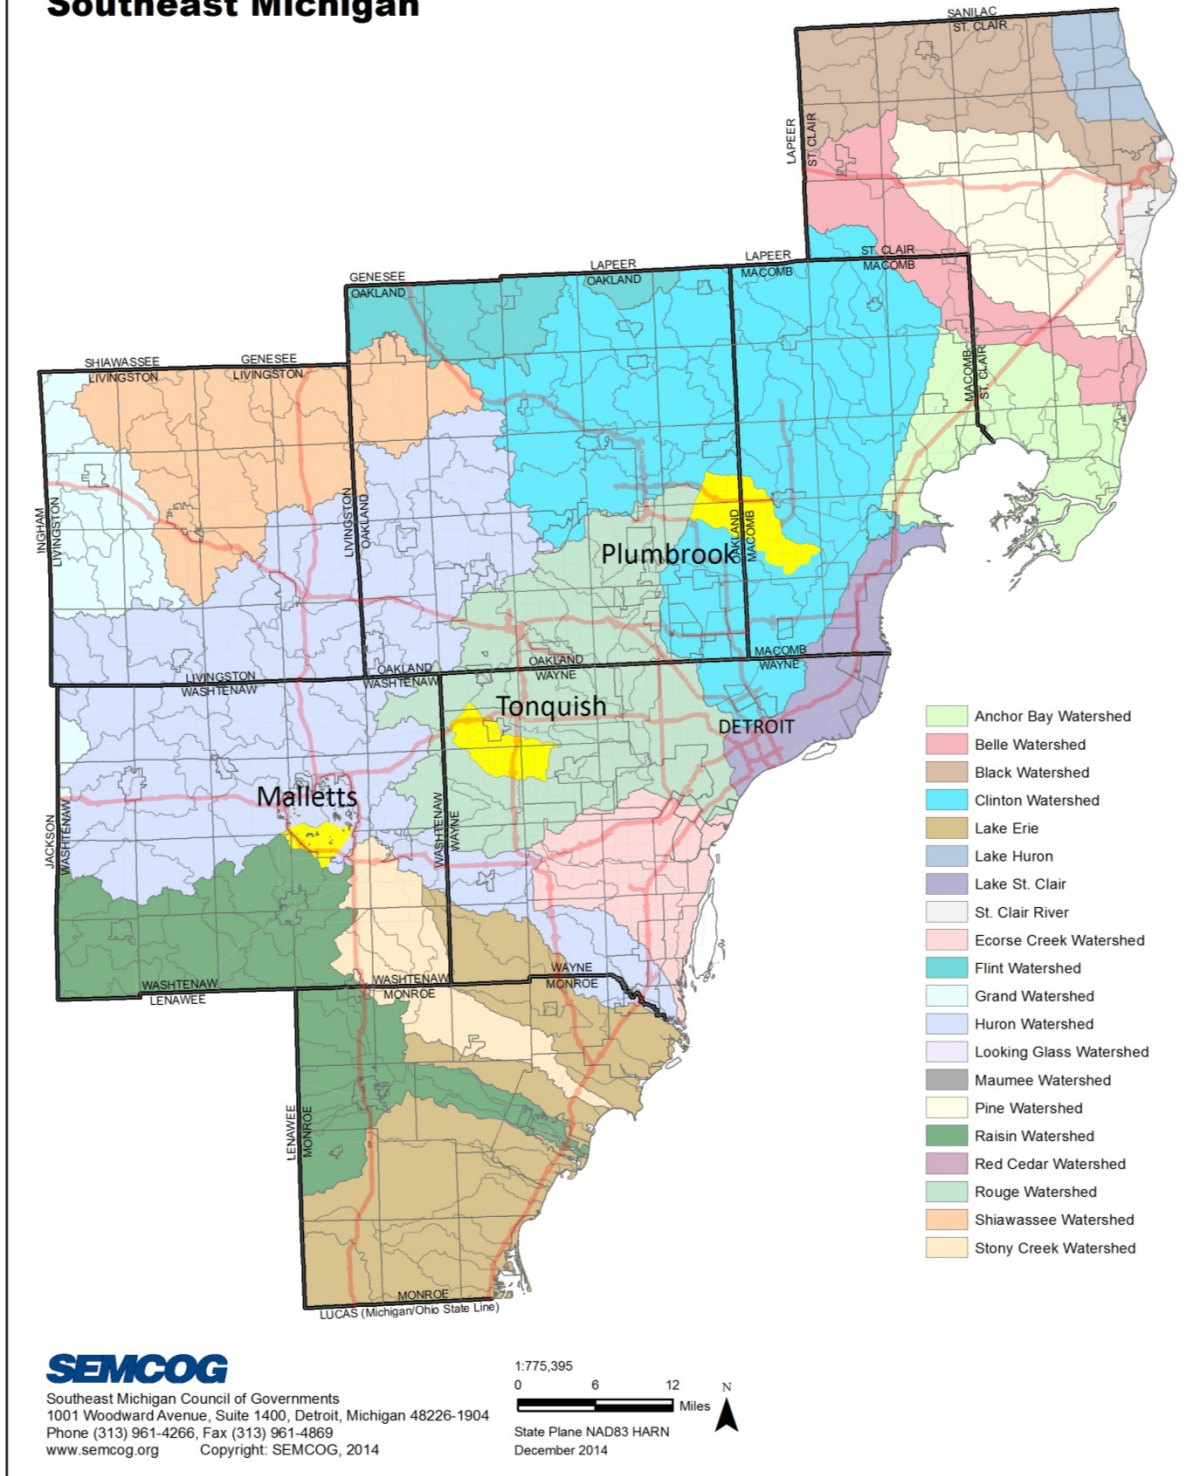 Southeast Michigan
SANILAC
ST. CLAIR
LAPEER
ST. CLAIR
LAPEER
MACOMB
ST. CLAIR
MACOMB
LAPEER
OAKLAND
GENESEE
OAKLAND
SHIAWASSEE
LIVINGSTON
GENESEE
LIVINGSTON
MACOMB
ST. CLAIR
INGHAM
LIVINGSTON
LIVINGSTON
OAKLAND
OAKLAND
MACOMB
Plumbrook
MACOMB
WAYNE
OAKLAND
WAYNE
OAKLAND
WASHTENAW
LIVINGSTON
WASHTENAW
Tonquish
DETROIT
Malletts
JACKSON
WASHTENAW
WASHTENAW
WAYNE
WAYNE
MONROE
WASHTENAW
MONROE
WASHTENAW
LENAWEE
LENAWEE
MONROE
MONROE
LUCAS (Michigan/Ohio State Line)
Anchor Bay Watershed
Belle Watershed
Black Watershed
Clinton Watershed
Lake Erie
Lake Huron
Lake St. Clair
St. Clair River
Ecorse Creek Watershed
Flint Watershed
Grand Watershed
Huron Watershed
Looking Glass Watershed
Maumee Watershed
Pine Watershed
Raisin Watershed
Red Cedar Watershed
Rouge Watershed
Shiawassee Watershed
Stony Creek Watershed
SEMCOG
Southeast Michigan Council of Governments
1001 Woodward Avenue, Suite 1400, Detroit, Michigan 48226-1904
Phone (313) 961-4266, Fax (313) 961-4869
www.semcog.org Copyright: SEMCOG, 2014
1:775,395
0 6 12
Miles
N
State Plane NAD83 HARN
December 2014